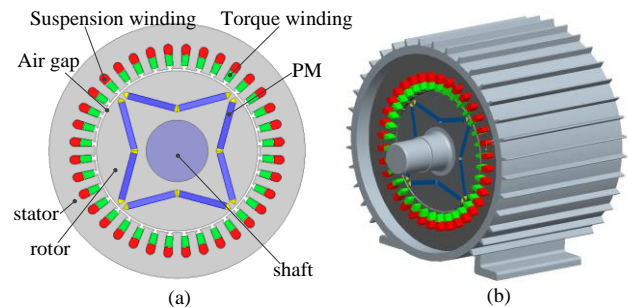 Suspension winding
Torque winding
Air gap
PM
stator
rotor
shaft
(a)
(b)